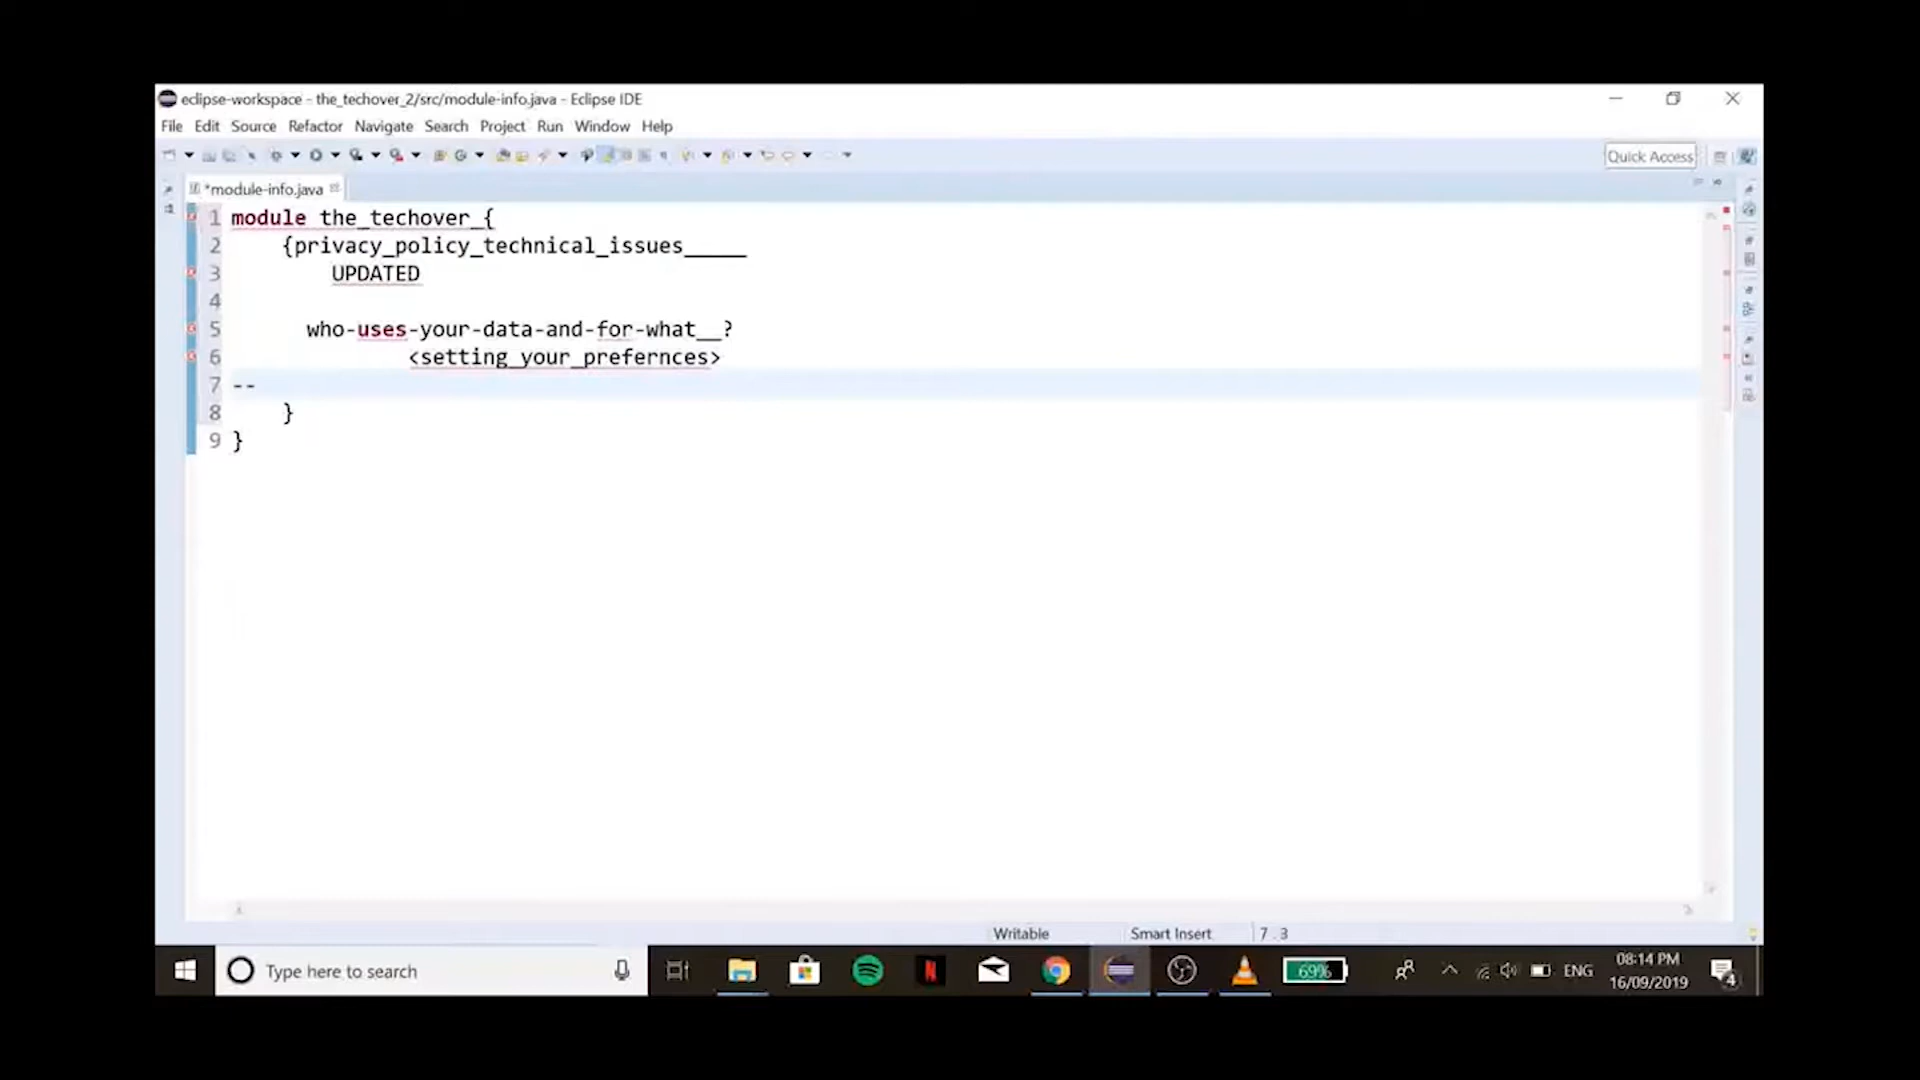 eclipse-workspace - the_techover_2/src/module-info.java - Eclipse IDE
File Edit Source Refactor Navigate Search Project Run Window Help
Quick Access
*module-info.java
1 module the_techover_{
2 {privacy_policy_technical_issues_____
3 UPDATED
4
5 who-uses-your-data-and-for-what__?
6 <setting_your_prefernces>
7 --
8 }
9 }
Writable Smart Insert 7 : 3
Type here to search
69%
ENG
08:14 PM
16/09/2019
4